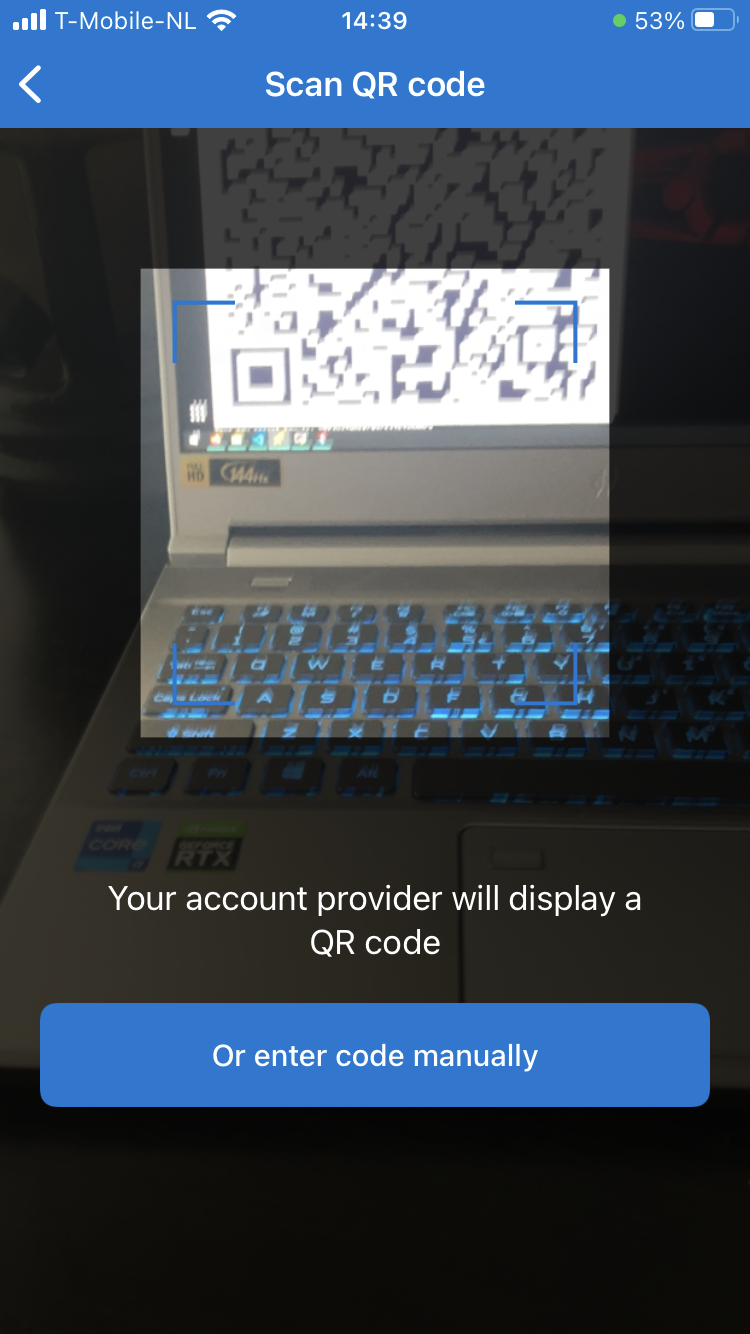 T-Mobile-NL 14:39 53%
Scan QR code
FULL HD 144Hz
Esc
Q W E R T Y
Caps Lock A S D F G H K
Shift Z X C V B N M
Ctrl Fn Alt
intel CORE i7
GEFORCE RTX
Your account provider will display a
QR code
Or enter code manually